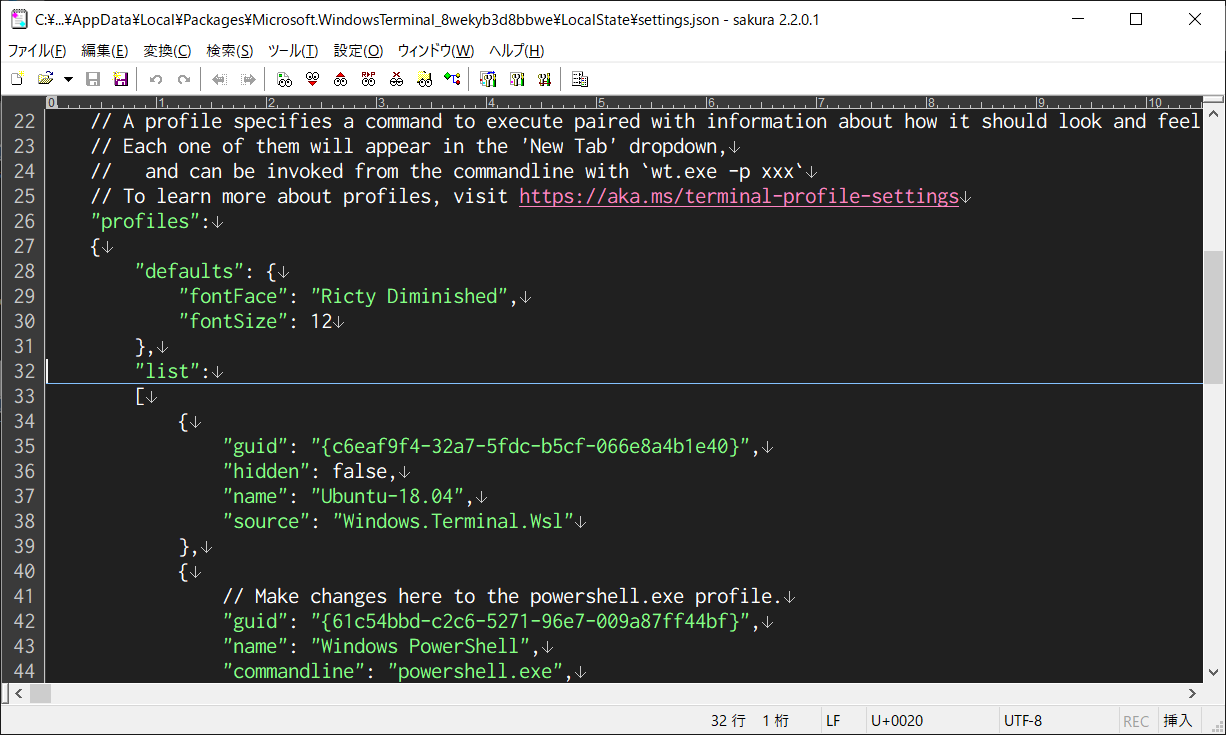 C:¥...¥AppData¥Local¥Packages¥Microsoft.WindowsTerminal_8wekyb3d8bbwe¥LocalState¥settings.json - sakura 2.2.0.1
ファイル(F) 編集(E) 変換(C) 検索(S) ツール(T) 設定(O) ウィンドウ(W) ヘルプ(H)
0 1 2 3 4 5 6 7 8 9 10
22 // A profile specifies a command to execute paired with information about how it should look and feel
23 // Each one of them will appear in the 'New Tab' dropdown,↓
24 //   and can be invoked from the commandline with `wt.exe -p xxx`↓
25 // To learn more about profiles, visit https://aka.ms/terminal-profile-settings↓
26 "profiles":↓
27 {↓
28 "defaults": {↓
29 "fontFace": "Ricty Diminished",↓
30 "fontSize": 12↓
31 },↓
32 "list":↓
33 [↓
34 {↓
35 "guid": "{c6eaf9f4-32a7-5fdc-b5cf-066e8a4b1e40}",↓
36 "hidden": false,↓
37 "name": "Ubuntu-18.04",↓
38 "source": "Windows.Terminal.Wsl"↓
39 },↓
40 {↓
41 // Make changes here to the powershell.exe profile.↓
42 "guid": "{61c54bbd-c2c6-5271-96e7-009a87ff44bf}",↓
43 "name": "Windows PowerShell",↓
44 "commandline": "powershell.exe",↓
32 行 1 桁 LF U+0020 UTF-8 REC 挿入